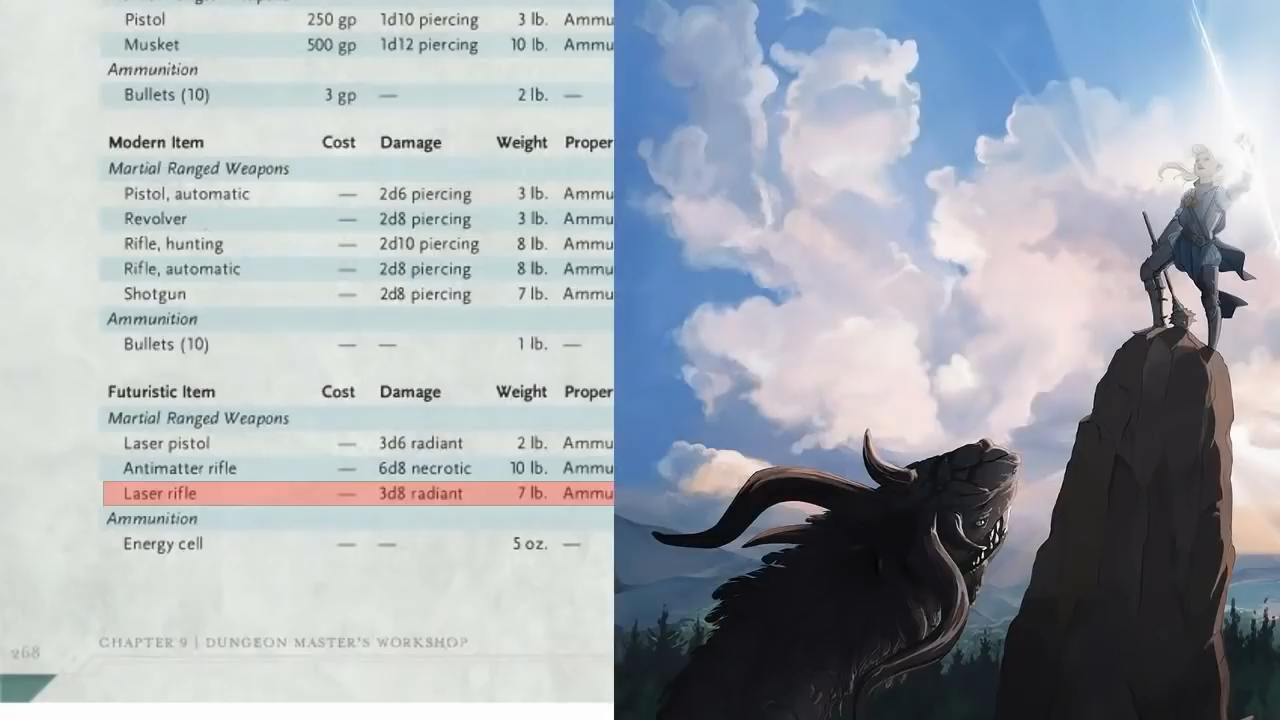 Pistol 250 gp 1d10 piercing 3 lb. Ammu
Musket 500 gp 1d12 piercing 10 lb. Ammu
Ammunition
Bullets (10) 3 gp — 2 lb. —
Modern Item Cost Damage Weight Proper
Martial Ranged Weapons
Pistol, automatic — 2d6 piercing 3 lb. Ammu
Revolver — 2d8 piercing 3 lb. Ammu
Rifle, hunting — 2d10 piercing 8 lb. Ammu
Rifle, automatic — 2d8 piercing 8 lb. Ammu
Shotgun — 2d8 piercing 7 lb. Ammu
Ammunition
Bullets (10) — — 1 lb. —
Futuristic Item Cost Damage Weight Proper
Martial Ranged Weapons
Laser pistol — 3d6 radiant 2 lb. Ammu
Antimatter rifle — 6d8 necrotic 10 lb. Ammu
Laser rifle — 3d8 radiant 7 lb. Ammu
Ammunition
Energy cell — — 5 oz. —
268 CHAPTER 9 | DUNGEON MASTER'S WORKSHOP